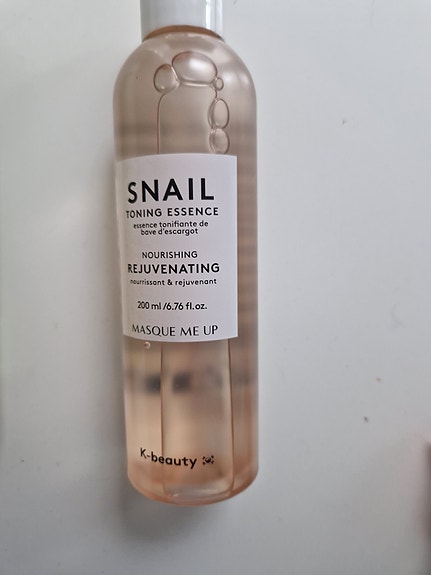 SNAIL
TONING ESSENCE
essence tonifiante de
bave d'escargot
NOURISHING
REJUVENATING
nourrissant & rejuvenant
200 ml /6.76 fl.oz.
MASQUE ME UP
K-beauty